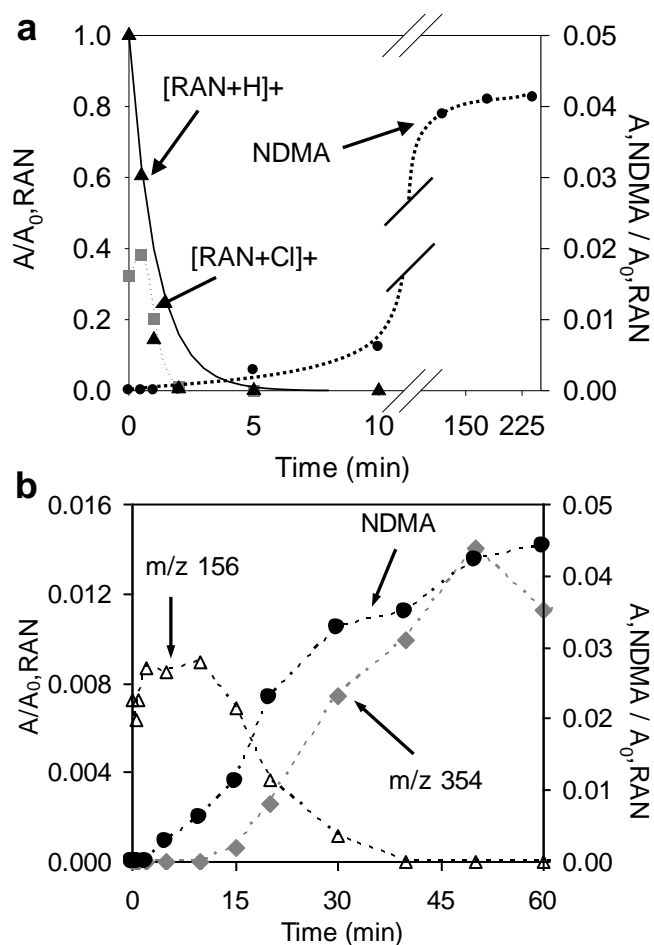 a
1.0
0.8
0.6
0.4
0.2
0.0
A/A0,RAN
[RAN+H]+
[RAN+Cl]+
NDMA
0.05
0.04
0.03
0.02
0.01
0.00
A,NDMA / A0,RAN
0
5
10
150
225
Time (min)
b
0.016
0.012
0.008
0.004
0.000
A/A0,RAN
m/z 156
NDMA
m/z 354
0.05
0.04
0.03
0.02
0.01
0.00
A,NDMA / A0,RAN
0
15
30
45
60
Time (min)